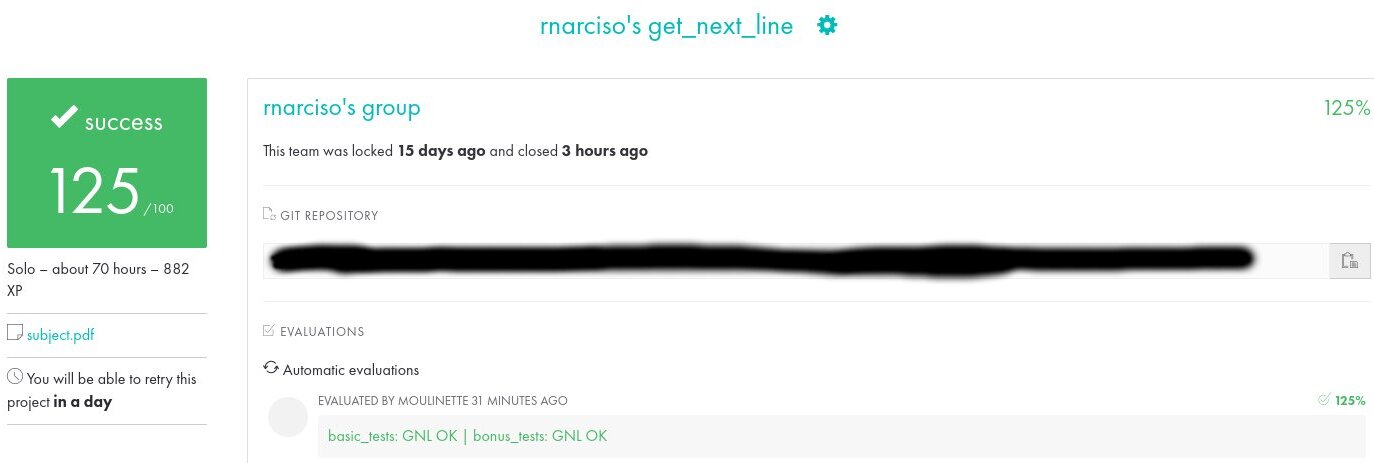 rnarciso's get_next_line
success
125 /100
Solo – about 70 hours – 882
XP
subject.pdf
You will be able to retry this
project in a day
rnarciso's group
125%
This team was locked 15 days ago and closed 3 hours ago
GIT REPOSITORY
EVALUATIONS
Automatic evaluations
EVALUATED BY MOULINETTE 31 MINUTES AGO
125%
basic_tests: GNL OK | bonus_tests: GNL OK